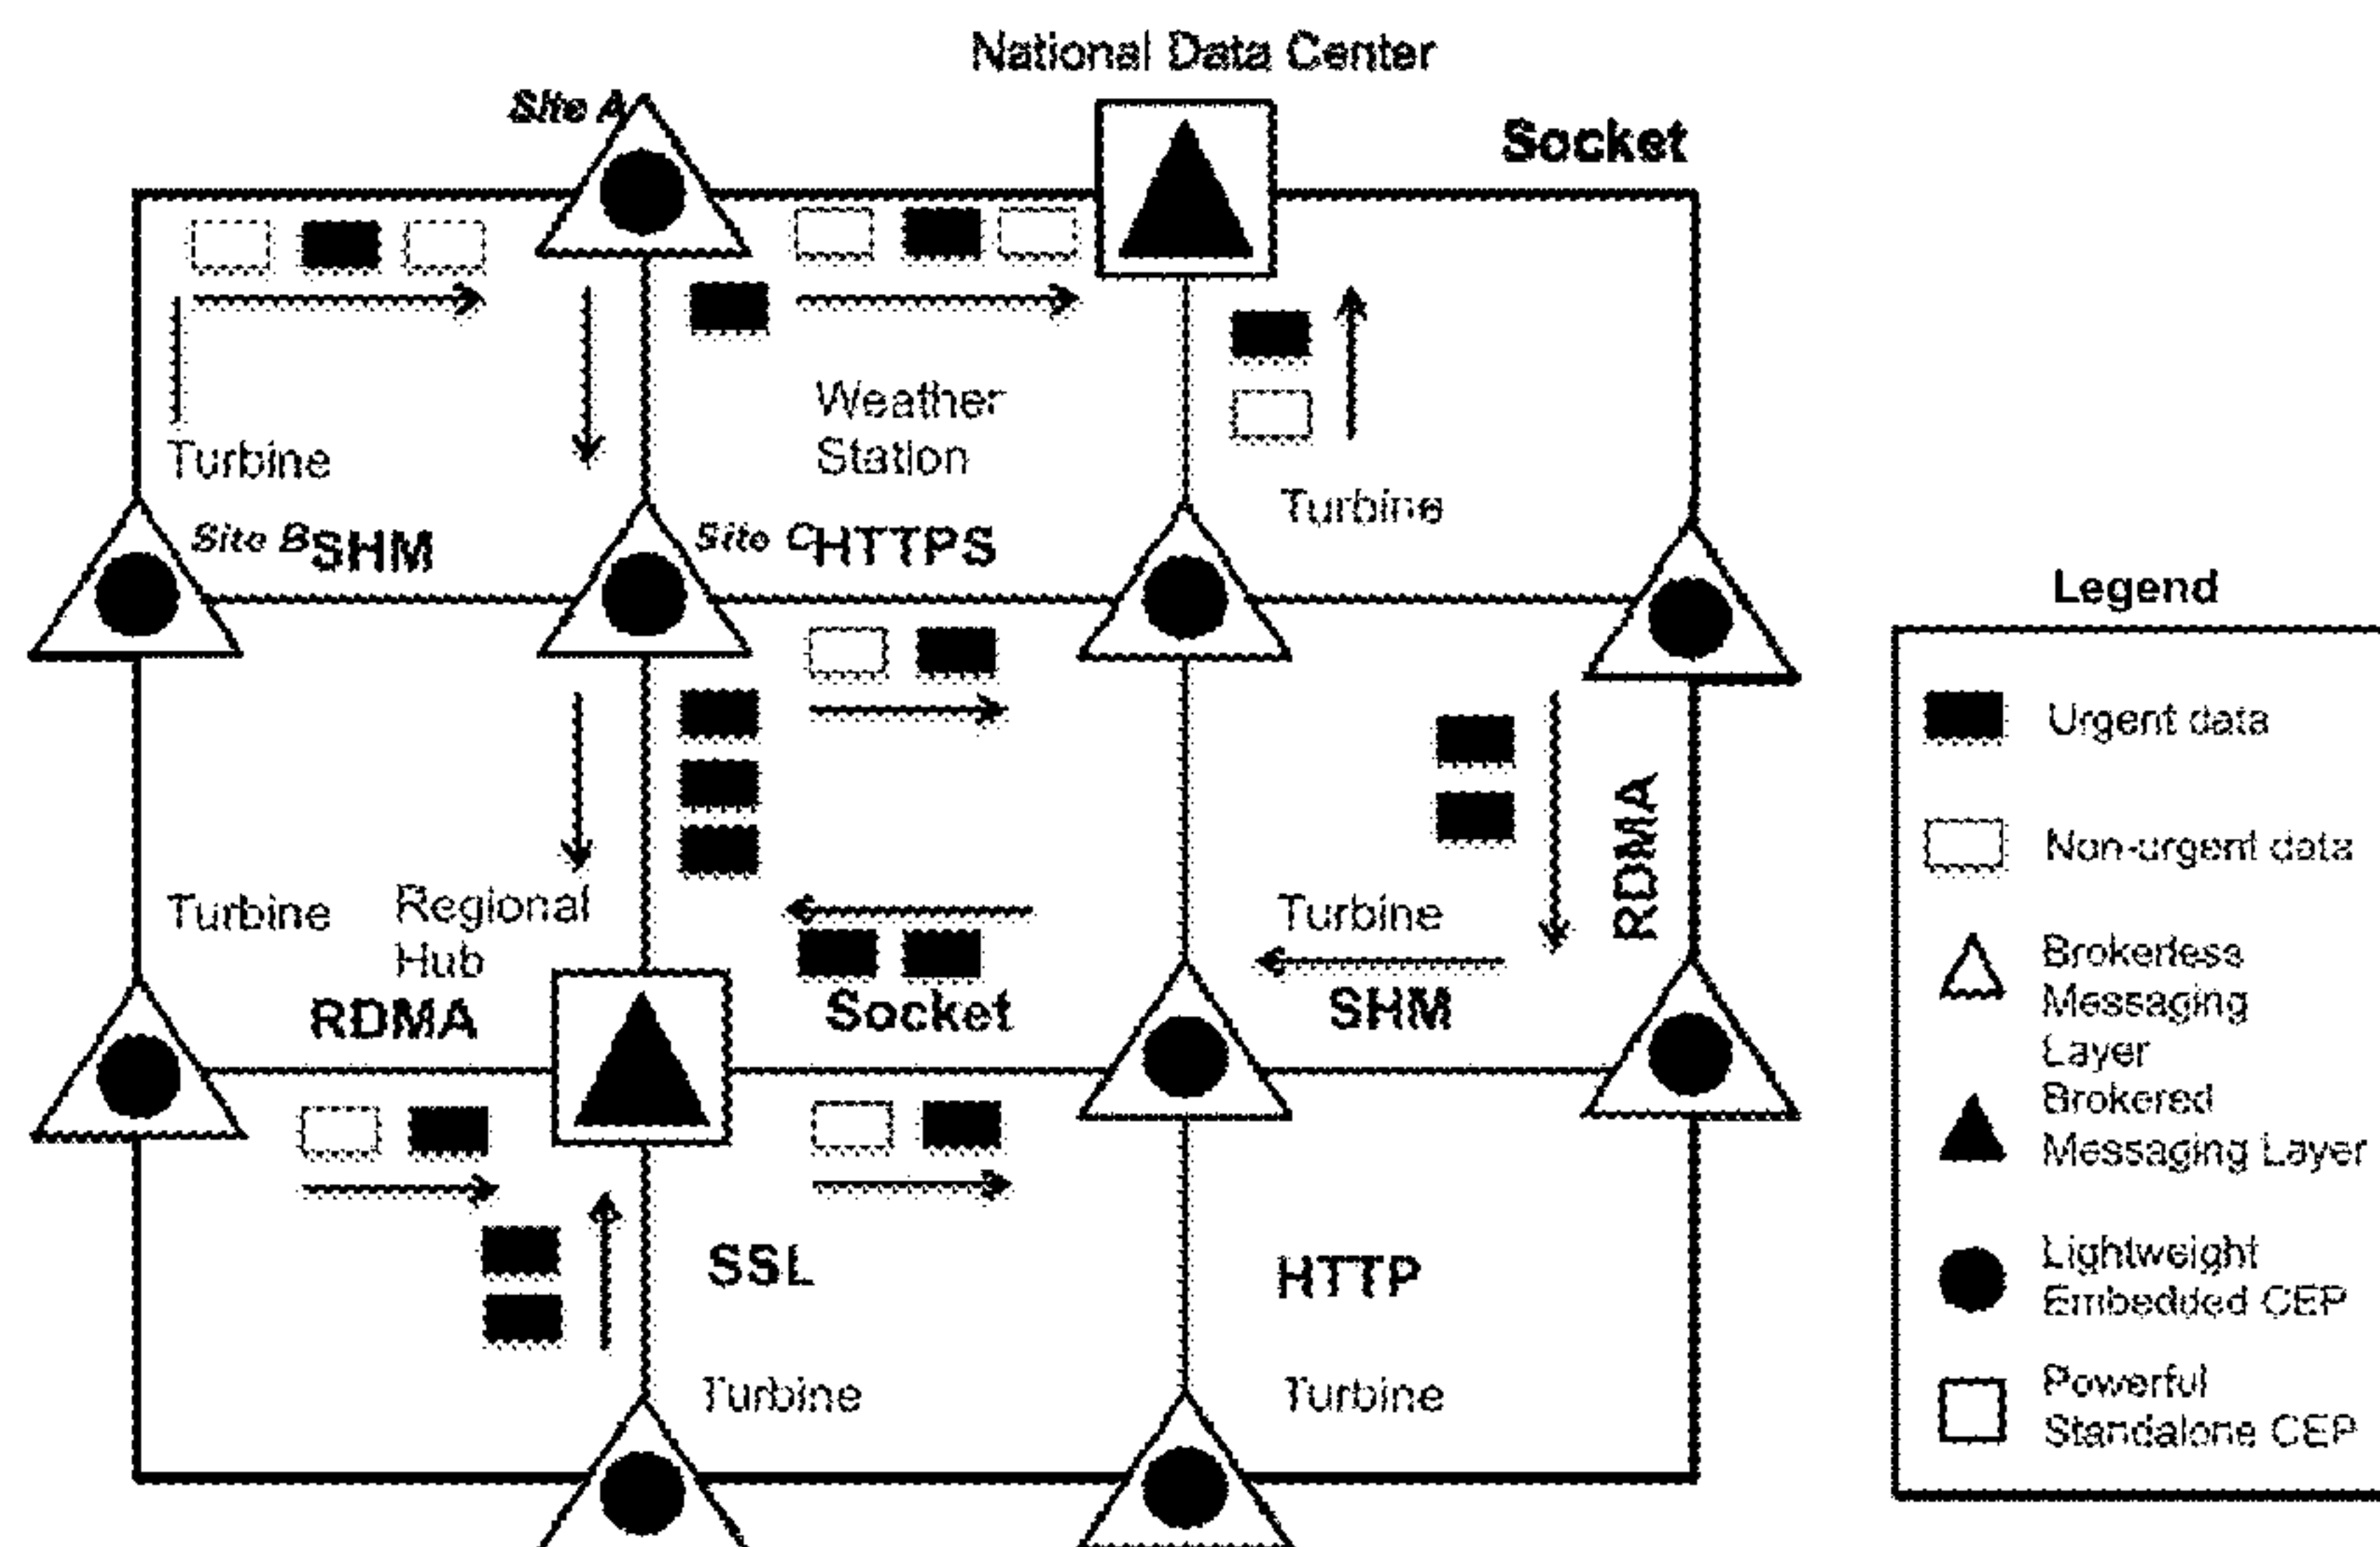 National Data Center
Site A
Socket
Weather
Station
Turbine
Turbine
Site B
SHM
Site C
HTTPS
Turbine
Regional
Hub
Turbine
RDMA
RDMA
Socket
SHM
SSL
HTTP
Turbine
Turbine
Legend
Urgent data
Non-urgent data
Brokerless
Messaging
Layer
Brokered
Messaging Layer
Lightweight
Embedded CEP
Powerful
Standalone CEP